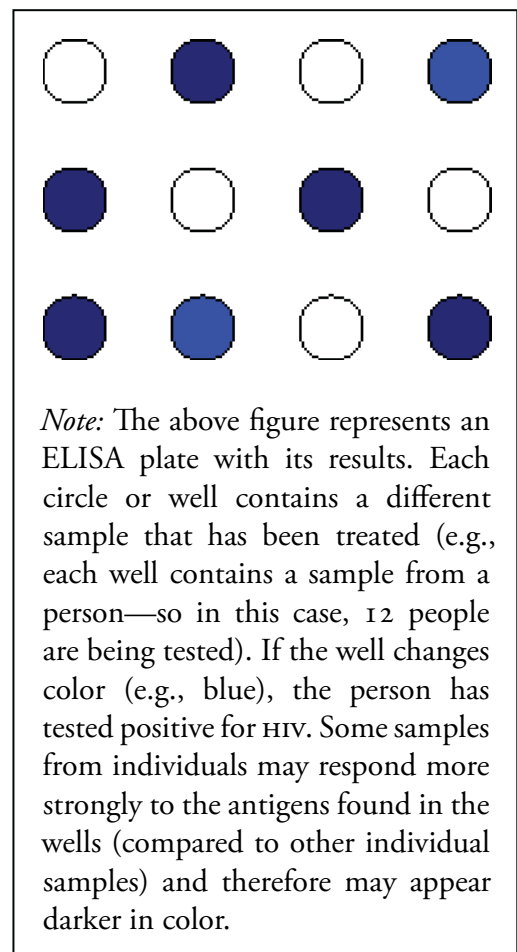 Note: The above figure represents an
ELISA plate with its results. Each
circle or well contains a different
sample that has been treated (e.g.,
each well contains a sample from a
person—so in this case, 12 people
are being tested). If the well changes
color (e.g., blue), the person has
tested positive for HIV. Some samples
from individuals may respond more
strongly to the antigens found in the
wells (compared to other individual
samples) and therefore may appear
darker in color.